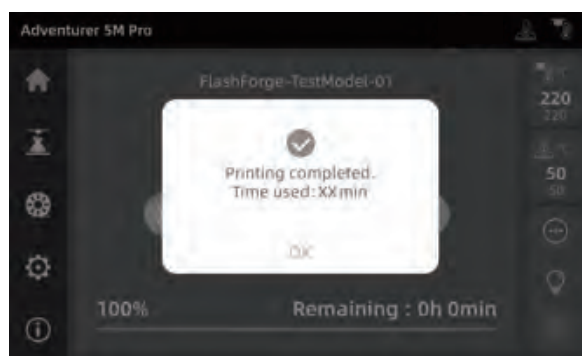 Adventurer 5M Pro
FlashForge-TestModel-01
°C
220
220
Printing completed.
Time used:XXmin
°C
50
50
OK
100%
Remaining : 0h 0min